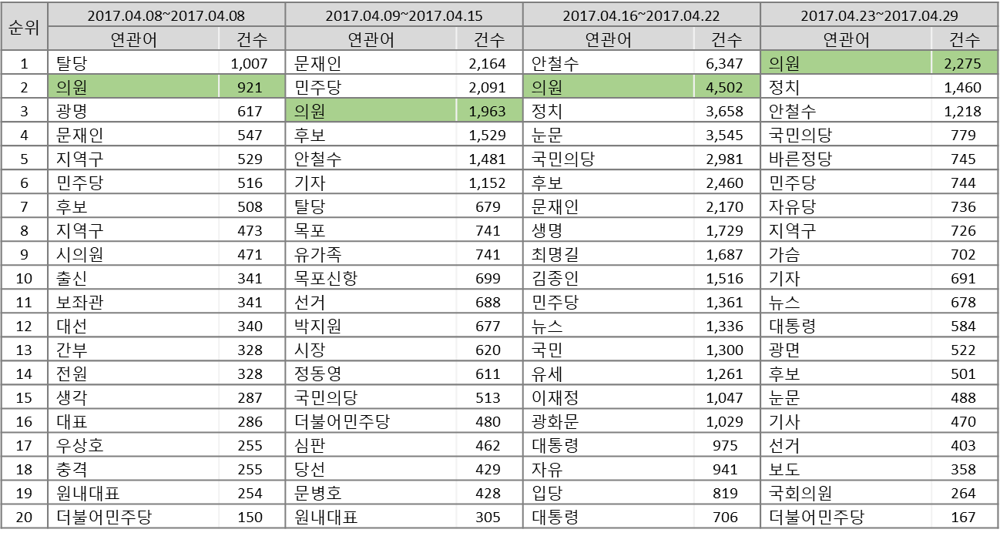 순위 2017.04.08~2017.04.08 2017.04.09~2017.04.15 2017.04.16~2017.04.22 2017.04.23~2017.04.29
연관어 건수 연관어 건수 연관어 건수 연관어 건수
1 탈당 1,007 문재인 2,164 안철수 6,347 의원 2,275
2 의원 921 민주당 2,091 의원 4,502 정치 1,460
3 광명 617 의원 1,963 정치 3,658 안철수 1,218
4 문재인 547 후보 1,529 눈문 3,545 국민의당 779
5 지역구 529 안철수 1,481 국민의당 2,981 바른정당 745
6 민주당 516 기자 1,152 후보 2,460 민주당 744
7 후보 508 탈당 679 문재인 2,170 자유당 736
8 지역구 473 목포 741 생명 1,729 지역구 726
9 시의원 471 유가족 741 최명길 1,687 가슴 702
10 출신 341 목포신항 699 김종인 1,516 기자 691
11 보좌관 341 선거 688 민주당 1,361 뉴스 678
12 대선 340 박지원 677 뉴스 1,336 대통령 584
13 간부 328 시장 620 국민 1,300 광면 522
14 전원 328 정동영 611 유세 1,261 후보 501
15 생각 287 국민의당 513 이재정 1,047 눈문 488
16 대표 286 더불어민주당 480 광화문 1,029 기사 470
17 우상호 255 심판 462 대통령 975 선거 403
18 충격 255 당선 429 자유 941 보도 358
19 원내대표 254 문병호 428 입당 819 국회의원 264
20 더불어민주당 150 원내대표 305 대통령 706 더불어민주당 167